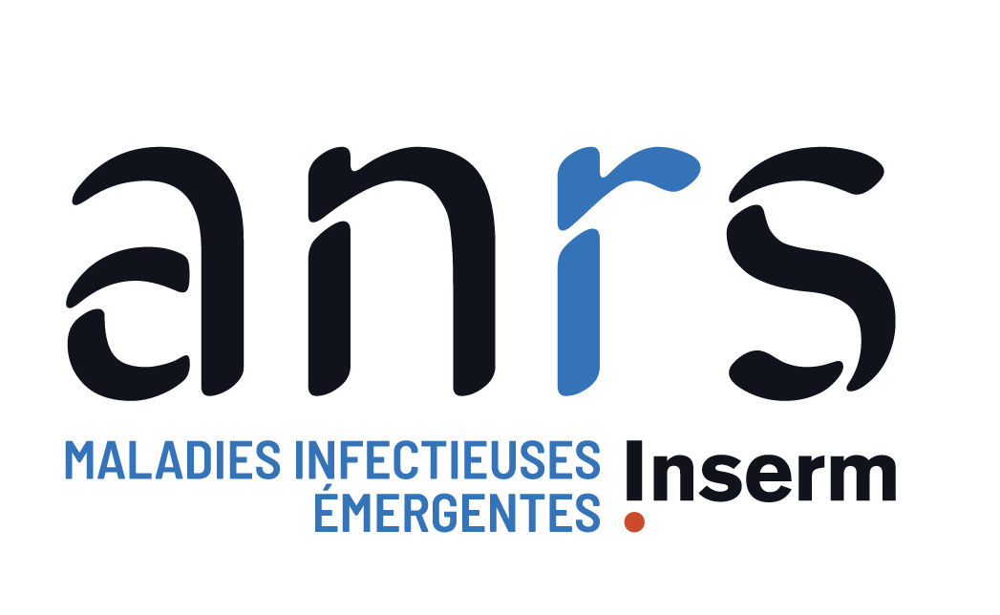 anrs
MALADIES INFECTIEUSES
ÉMERGENTES
Inserm